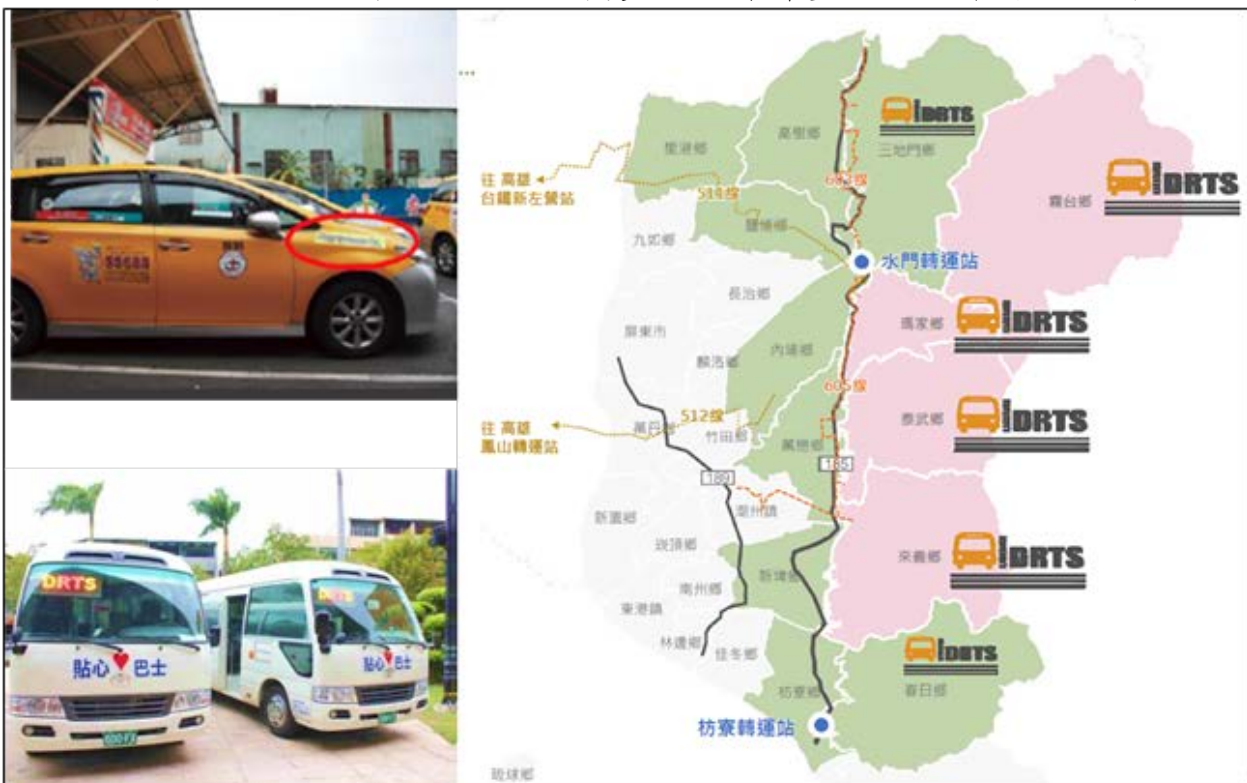 55688
DRTS
貼心 巴士
600-FX
DRTS
貼心 巴士
高樹鄉
DRTS
三地門鄉
里港鄉
往 高雄
台鐵新左營站
511線
鹽埔鄉
霧台鄉
DRTS
九如鄉
水門轉運站
長治鄉
瑪家鄉
DRTS
屏東市
內埔鄉
麟洛鄉
605線
往 高雄
鳳山轉運站
512線
萬丹鄉
竹田鄉
萬巒鄉
泰武鄉
DRTS
189
185
潮州鎮
新園鄉
崁頂鄉
新埤鄉
來義鄉
DRTS
南州鄉
東港鎮
林邊鄉
佳冬鄉
枋寮鄉
DRTS
春日鄉
枋寮轉運站
琉球鄉